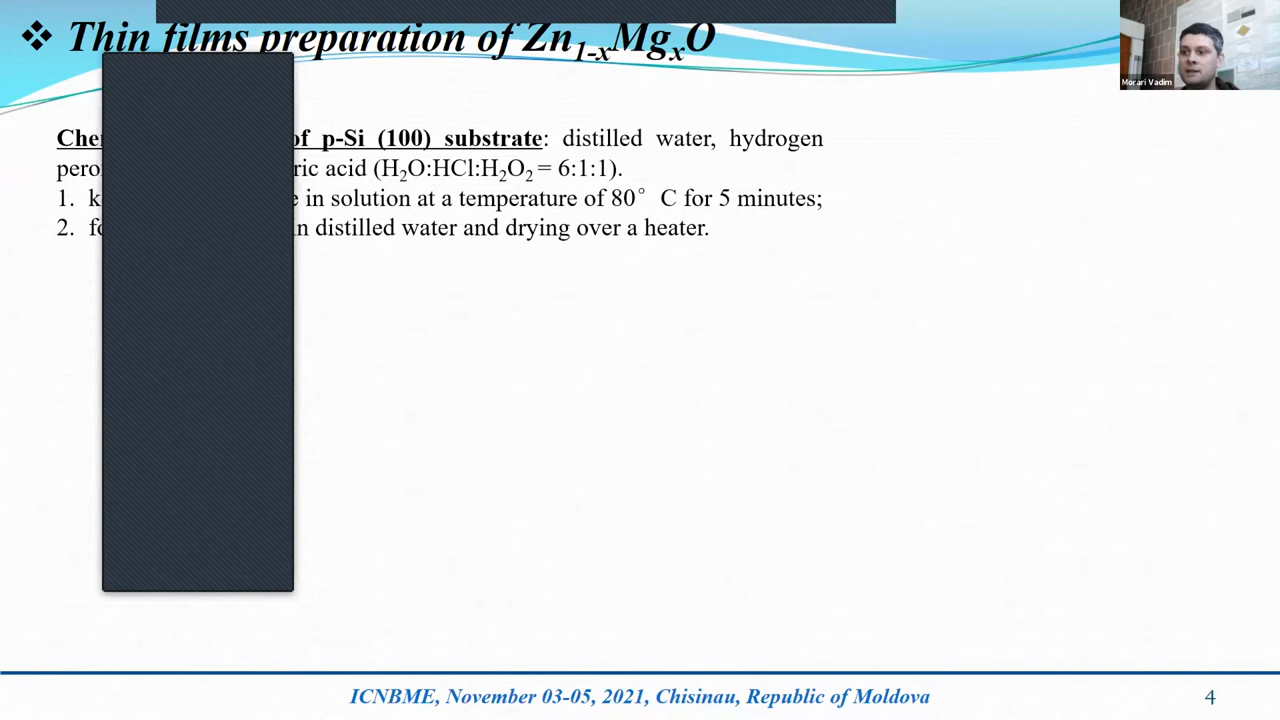 ❖ Thin films preparation of Zn1-xMgxO
Morari Vadim
of p-Si (100) substrate: distilled water, hydrogen
acid (H2O:HCl:H2O2 = 6:1:1).
1. in solution at a temperature of 80° C for 5 minutes;
2. in distilled water and drying over a heater.
ICNBME, November 03-05, 2021, Chisinau, Republic of Moldova
4